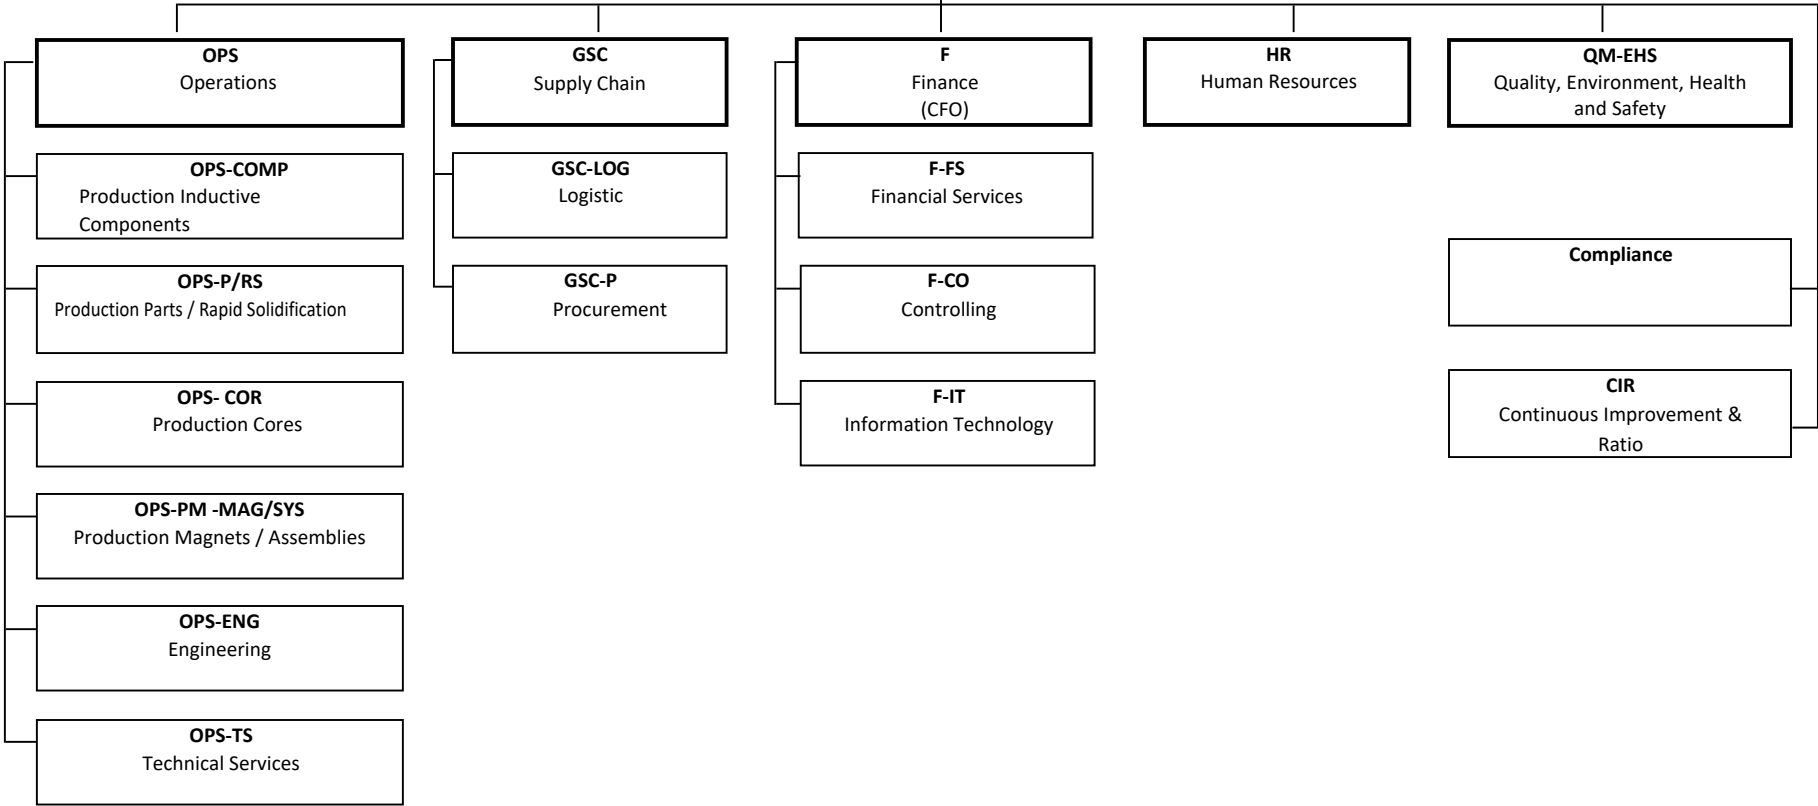 OPS
Operations
GSC
Supply Chain
F
Finance
(CFO)
HR
Human Resources
QM-EHS
Quality, Environment, Health
and Safety
OPS-COMP
Production Inductive
Components
GSC-LOG
Logistic
F-FS
Financial Services
Compliance
OPS-P/RS
Production Parts / Rapid Solidification
GSC-P
Procurement
F-CO
Controlling
CIR
Continuous Improvement &
Ratio
OPS- COR
Production Cores
F-IT
Information Technology
OPS-PM -MAG/SYS
Production Magnets / Assemblies
OPS-ENG
Engineering
OPS-TS
Technical Services